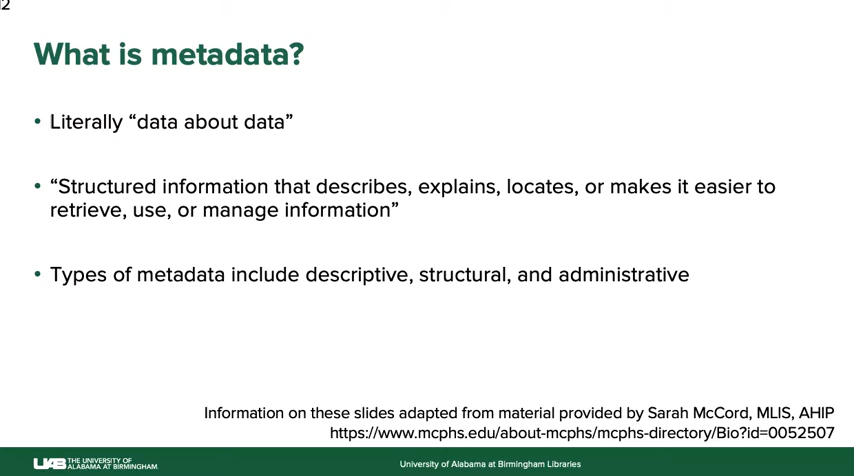 12
What is metadata?
• Literally “data about data”
• “Structured information that describes, explains, locates, or makes it easier to
retrieve, use, or manage information”
• Types of metadata include descriptive, structural, and administrative
Information on these slides adapted from material provided by Sarah McCord, MLIS, AHIP
https://www.mcphs.edu/about-mcphs/mcphs-directory/Bio?id=0052507
UAB THE UNIVERSITY OF
ALABAMA AT BIRMINGHAM
University of Alabama at Birmingham Libraries